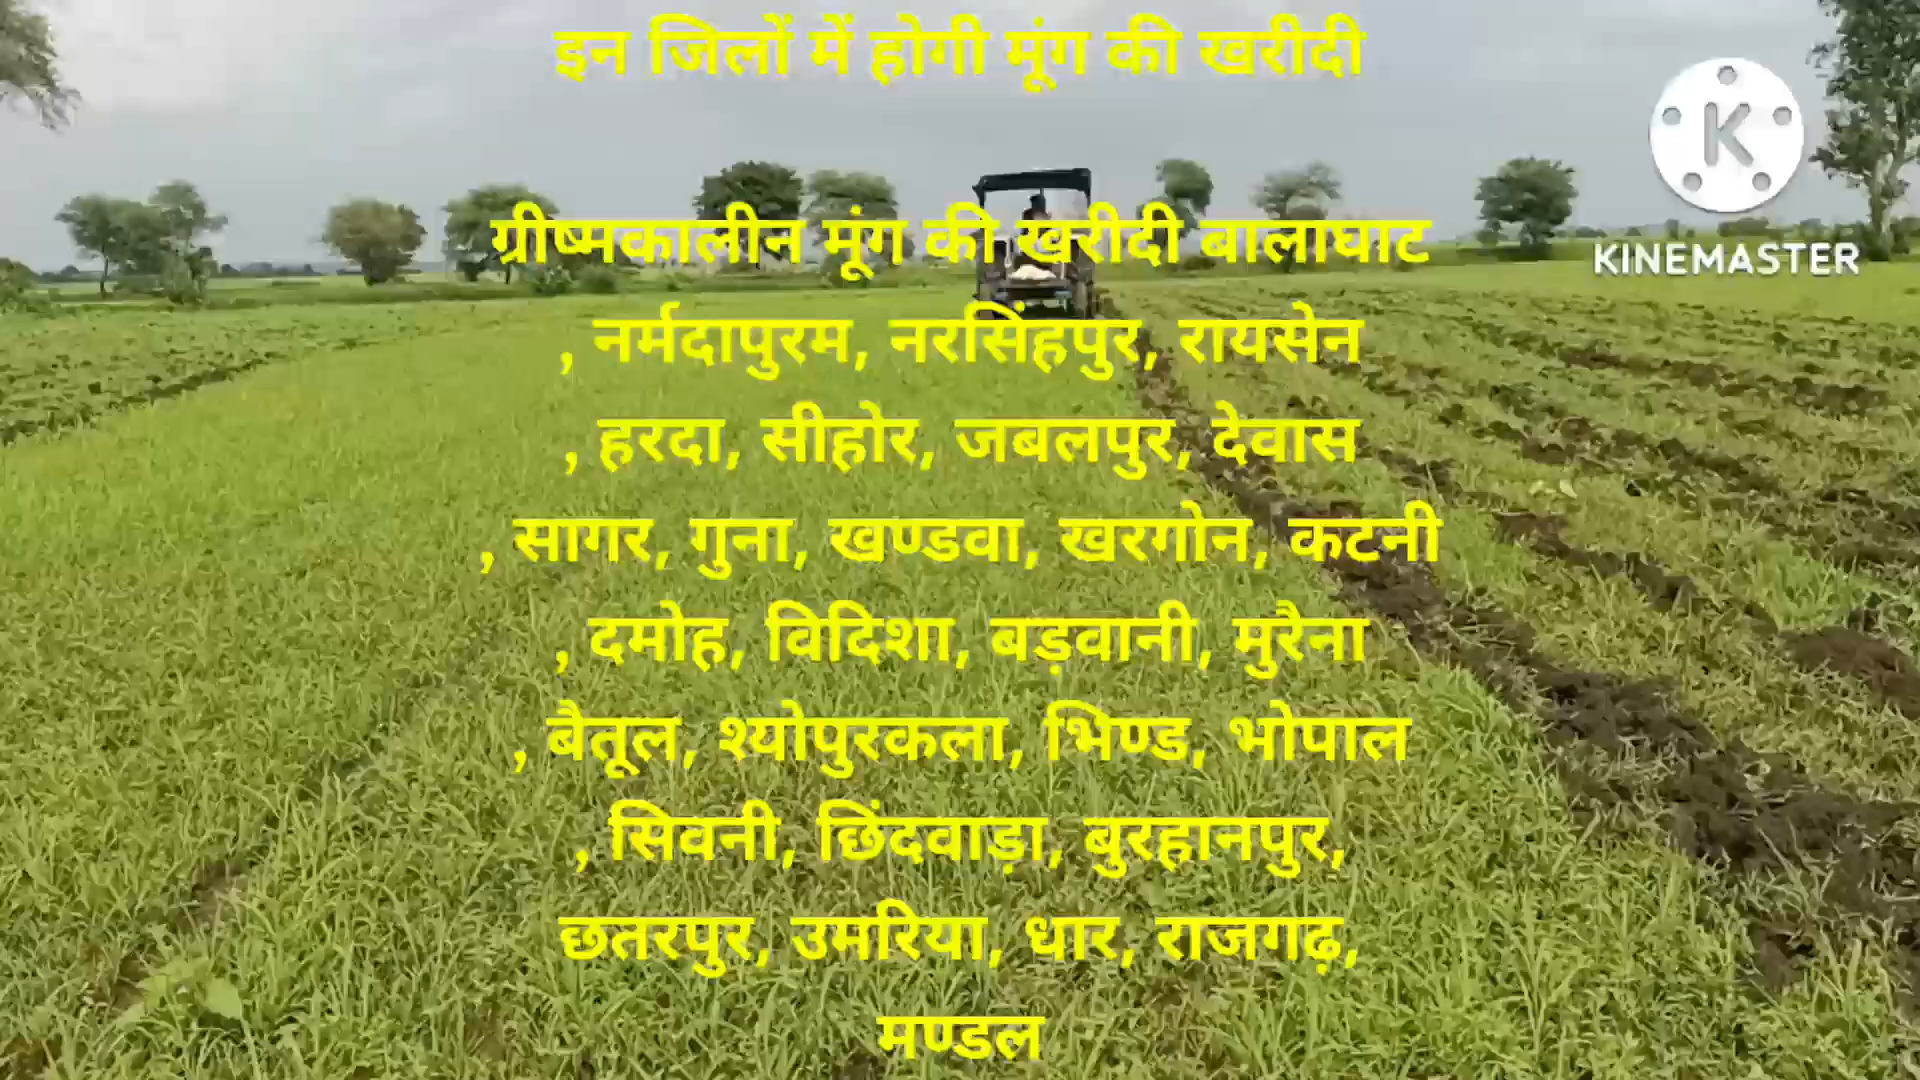 इन जिलों में होगी मूंग की खरीदी
KINEMASTER
ग्रीष्मकालीन मूंग की खरीदी बालाघाट
, नर्मदापुरम, नरसिंहपुर, रायसेन
, हरदा, सीहोर, जबलपुर, देवास
, सागर, गुना, खण्डवा, खरगोन, कटनी
, दमोह, विदिशा, बड़वानी, मुरैना
, बैतूल, श्योपुरकला, भिण्ड, भोपाल
, सिवनी, छिंदवाड़ा, बुरहानपुर,
छतरपुर, उमरिया, धार, राजगढ़,
मण्डल